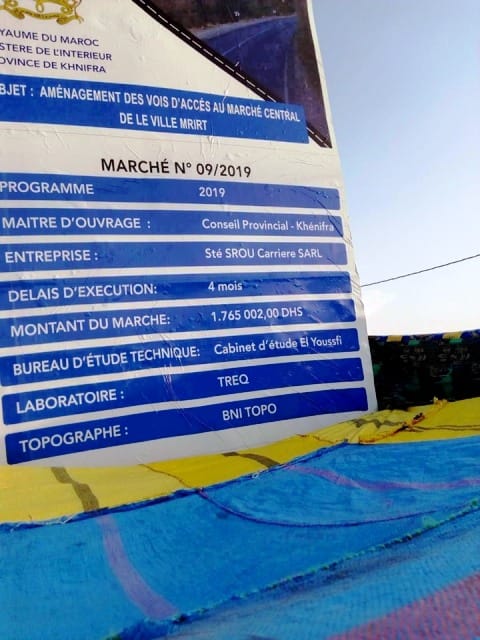 YAUME DU MAROC
STERE DE L'INTERIEUR
OVINCE DE KHNIFRA
BJET : AMÉNAGEMENT DES VOIS D'ACCÈS AU MARCHÉ CENTRAL
DE LE VILLE MRIRT
MARCHÉ N° 09/2019
PROGRAMME 2019
MAITRE D'OUVRAGE : Conseil Provincial - Khénifra
ENTREPRISE : Sté SROU Carriere SARL
DELAIS D'EXECUTION: 4 mois
MONTANT DU MARCHE: 1.765 002,00 DHS
BUREAU D'ÉTUDE TECHNIQUE: Cabinet d'étude El Youssfi
LABORATOIRE : TREQ
TOPOGRAPHE : BNI TOPO